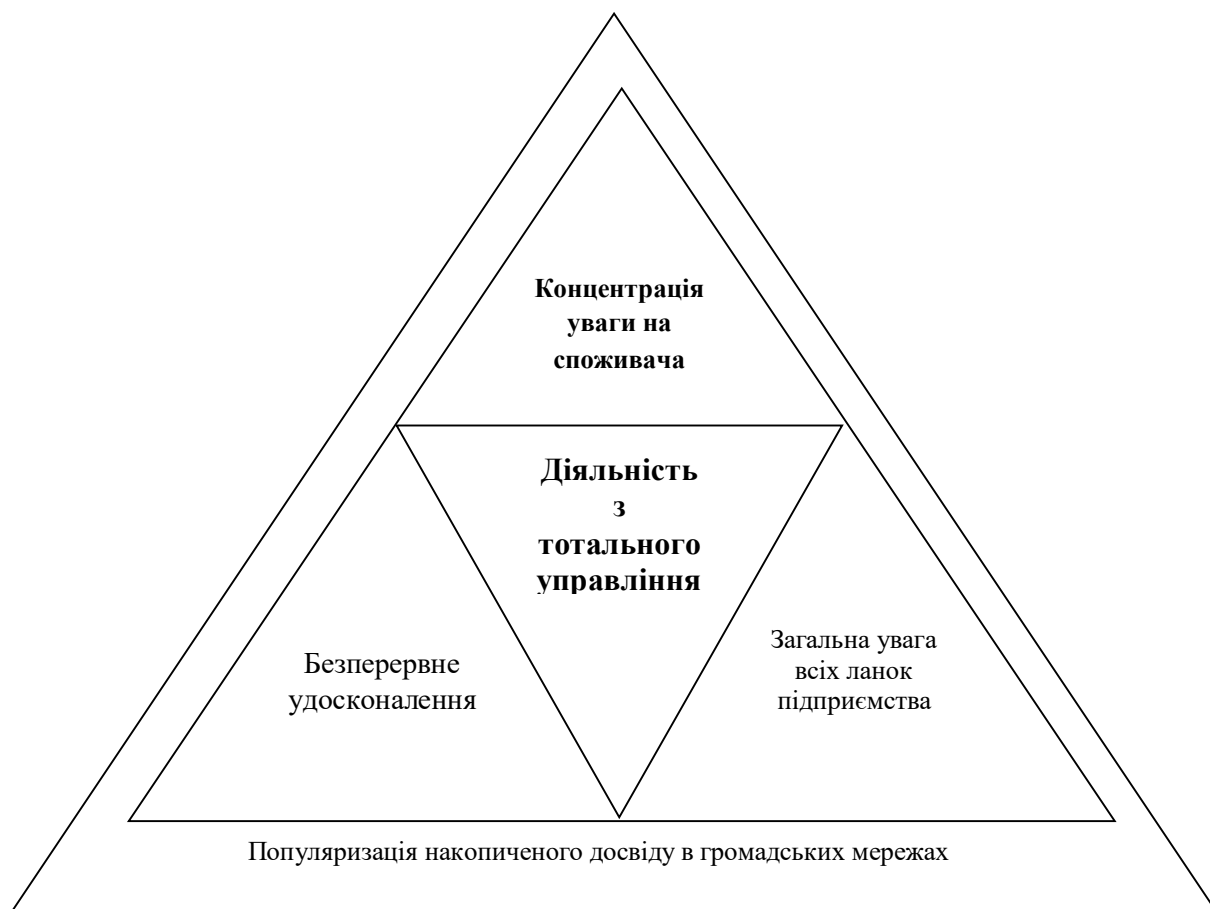 Концентрація
уваги на
споживача
Діяльність
з
тотального
управління
Безперервне
удосконалення
Загальна увага
всіх ланок
підприємства
Популяризація накопиченого досвіду в громадських мережах